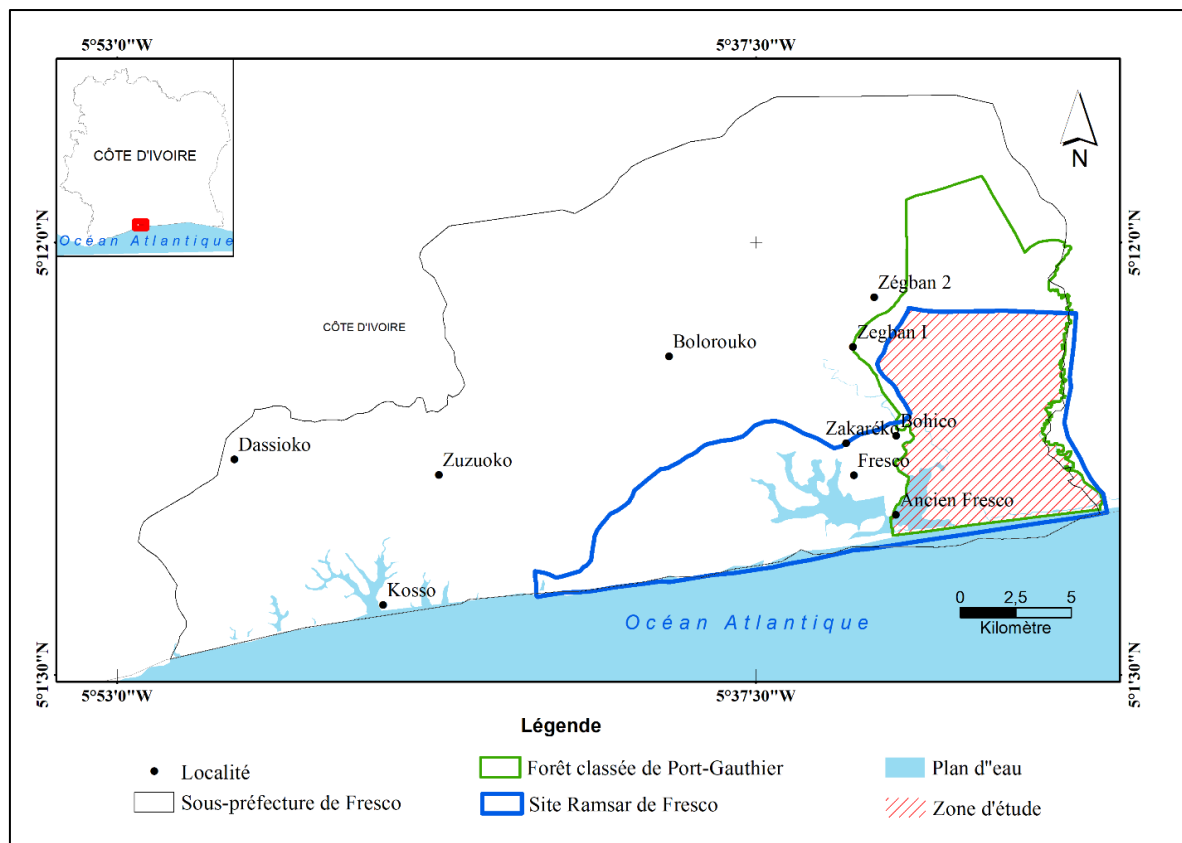 5°53'0"W
5°37'30"W
CÔTE D'IVOIRE
Océan Atlantique
N
5°12'0"N
5°12'0"N
Zégban 2
CÔTE D'IVOIRE
Zegban I
Bolorouko
Bohico
Zakaréko
Dassioko
Zuzuoko
Fresco
Ancien Fresco
Kosso
0 2,5 5
Kilomètre
Océan Atlantique
5°1'30"N
5°1'30"N
5°53'0"W
5°37'30"W
Légende
Localité
Forêt classée de Port-Gauthier
Plan d"eau
Sous-préfecture de Fresco
Site Ramsar de Fresco
Zone d'étude